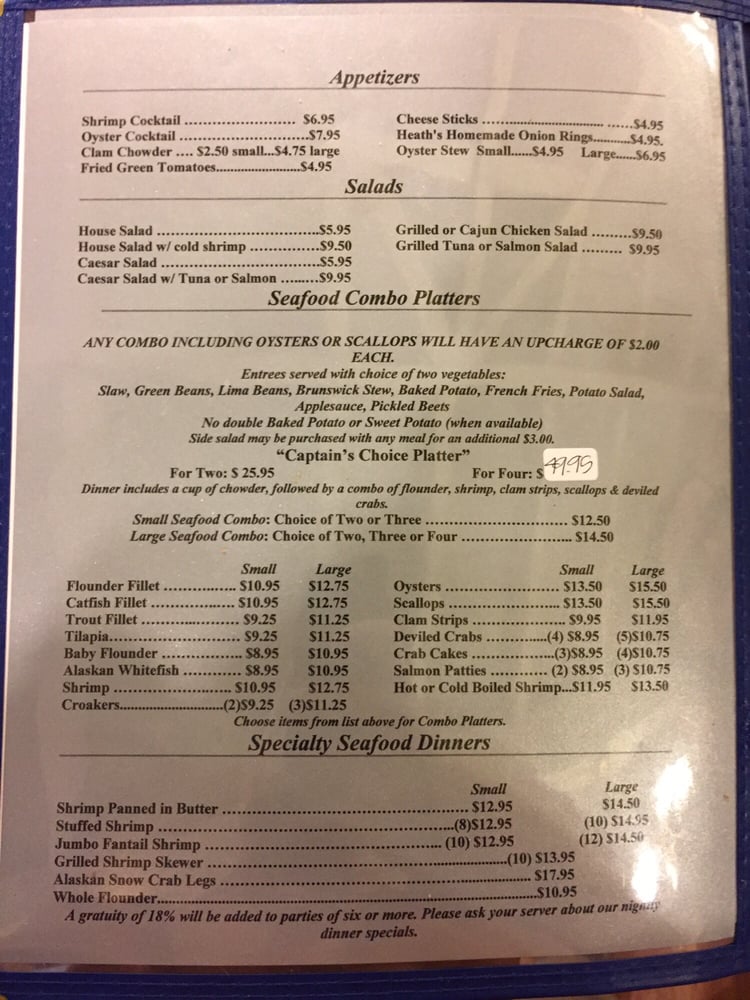 Appetizers
Shrimp Cocktail .......................... $6.95
Oyster Cocktail ..............................$7.95
Clam Chowder .... $2.50 small...$4.75 large
Fried Green Tomatoes..........................$4.95
Cheese Sticks ..................................$4.95
Heath's Homemade Onion Rings...........$4.95.
Oyster Stew Small......$4.95 Large......$6.95
Salads
House Salad .....................................$5.95
House Salad w/ cold shrimp ................$9.50
Caesar Salad .....................................$5.95
Caesar Salad w/ Tuna or Salmon .........$9.95
Grilled or Cajun Chicken Salad .........$9.50
Grilled Tuna or Salmon Salad ......... $9.95
Seafood Combo Platters
ANY COMBO INCLUDING OYSTERS OR SCALLOPS WILL HAVE AN UPCHARGE OF $2.00
EACH.
Entrees served with choice of two vegetables:
Slaw, Green Beans, Lima Beans, Brunswick Stew, Baked Potato, French Fries, Potato Salad,
Applesauce, Pickled Beets
No double Baked Potato or Sweet Potato (when available)
Side salad may be purchased with any meal for an additional $3.00.
“Captain’s Choice Platter”
For Two: $ 25.95 For Four: $ 49.95
Dinner includes a cup of chowder, followed by a combo of flounder, shrimp, clam strips, scallops & deviled
crabs.
Small Seafood Combo: Choice of Two or Three ................................ $12.50
Large Seafood Combo: Choice of Two, Three or Four ......................... $14.50
Small Large
Flounder Fillet ................ $10.95 $12.75
Catfish Fillet ................... $10.95 $12.75
Trout Fillet ...................... $9.25 $11.25
Tilapia............................. $9.25 $11.25
Baby Flounder ................ $8.95 $10.95
Alaskan Whitefish ............ $8.95 $10.95
Shrimp ........................... $10.95 $12.75
Croakers.........................(2)$9.25 (3)$11.25
Small Large
Oysters .......................... $13.50 $15.50
Scallops ......................... $13.50 $15.50
Clam Strips ...................... $9.95 $11.95
Deviled Crabs ..............(4) $8.95 (5)$10.75
Crab Cakes ...................(3)$8.95 (4)$10.75
Salmon Patties ............ (2) $8.95 (3) $10.75
Hot or Cold Boiled Shrimp...$11.95 $13.50
Choose items from list above for Combo Platters.
Specialty Seafood Dinners
Small Large
Shrimp Panned in Butter ........................................................ $12.95 $14.50
Stuffed Shrimp ....................................................................(8)$12.95 (10) $14.95
Jumbo Fantail Shrimp ...................................................... (10) $12.95 (12) $14.50
Grilled Shrimp Skewer .....................................................................(10) $13.95
Alaskan Snow Crab Legs ........................................................................ $17.95
Whole Flounder......................................................................................$10.95
A gratuity of 18% will be added to parties of six or more. Please ask your server about our nightly
dinner specials.